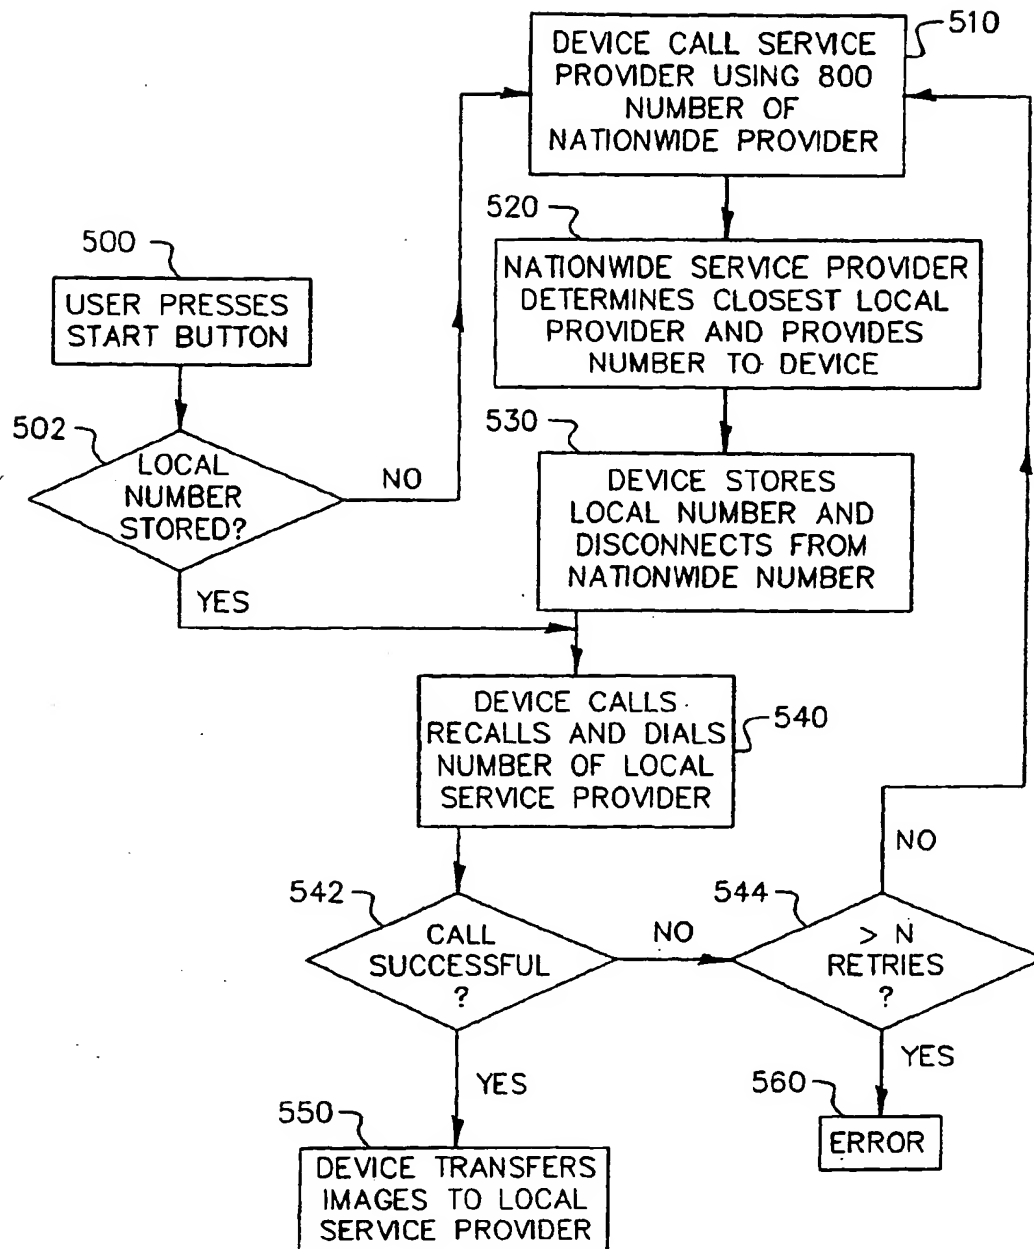 510
DEVICE CALL SERVICE
PROVIDER USING 800
NUMBER OF
NATIONWIDE PROVIDER
520
NATIONWIDE SERVICE PROVIDER
DETERMINES CLOSEST LOCAL
PROVIDER AND PROVIDES
NUMBER TO DEVICE
500
USER PRESSES
START BUTTON
502
LOCAL
NUMBER
STORED?
NO
YES
530
DEVICE STORES
LOCAL NUMBER AND
DISCONNECTS FROM
NATIONWIDE NUMBER
540
DEVICE CALLS
RECALLS AND DIALS
NUMBER OF LOCAL
SERVICE PROVIDER
542
CALL
SUCCESSFUL
?
NO
YES
544
> N
RETRIES
?
NO
YES
560
ERROR
550
DEVICE TRANSFERS
IMAGES TO LOCAL
SERVICE PROVIDER